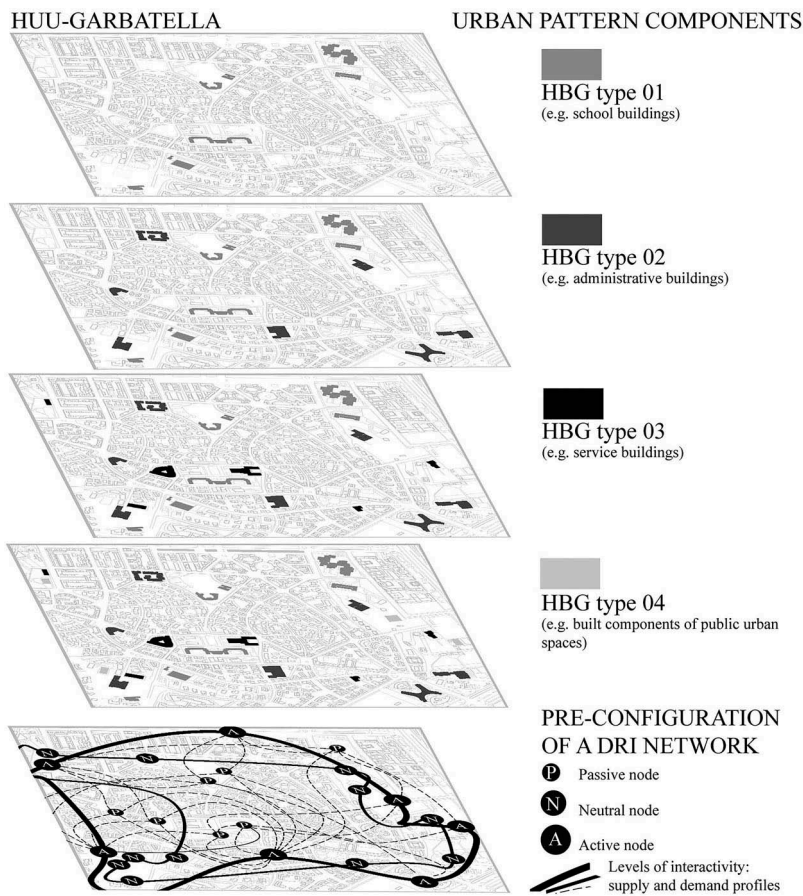 HUU-GARBATELLA
URBAN PATTERN COMPONENTS
HBG type 01
(e.g. school buildings)
HBG type 02
(e.g. administrative buildings)
HBG type 03
(e.g. service buildings)
HBG type 04
(e.g. built components of public urban
spaces)
PRE-CONFIGURATION
OF A DRI NETWORK
P Passive node
N Neutral node
A Active node
Levels of interactivity:
supply and demand profiles